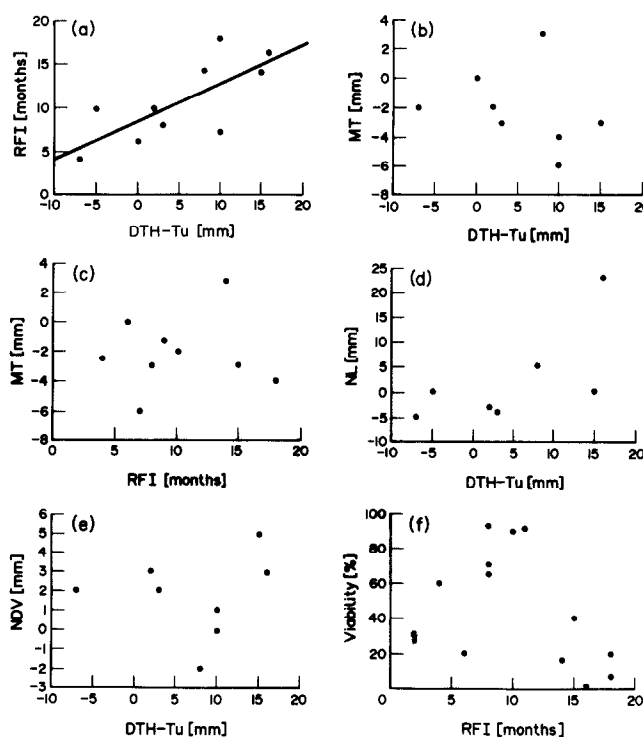 (a)
RFI [months]
20
15
10
5
0
-10 -5 0 5 10 15 20
DTH-Tu [mm]
(b)
MT [mm]
4
2
0
-2
-4
-6
-8
-10 -5 0 5 10 15 20
DTH-Tu [mm]
(c)
MT [mm]
4
2
0
-2
-4
-6
-8
0 5 10 15 20
RFI [months]
(d)
NL [mm]
25
20
15
10
5
0
-5
-10
-10 -5 0 5 10 15 20
DTH-Tu [mm]
(e)
NDV [mm]
6
5
4
3
2
1
0
-1
-2
-3
-10 -5 0 5 10 15 20
DTH-Tu [mm]
(f)
Viability [%]
100
80
60
40
20
0 5 10 15 20
RFI [months]